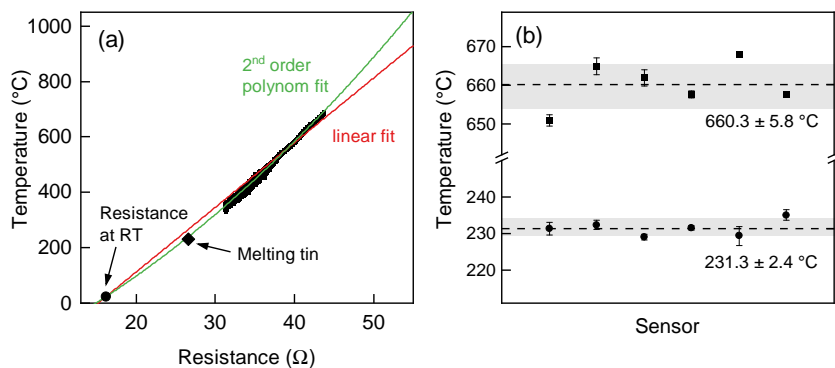 (a)
1000
800
600
400
200
0
Temperature (°C)
2nd order
polynom fit
linear fit
Resistance
at RT
Melting tin
20
30
40
50
Resistance (Ω)
(b)
670
660
650
240
230
220
Temperature (°C)
660.3 ± 5.8 °C
231.3 ± 2.4 °C
Sensor